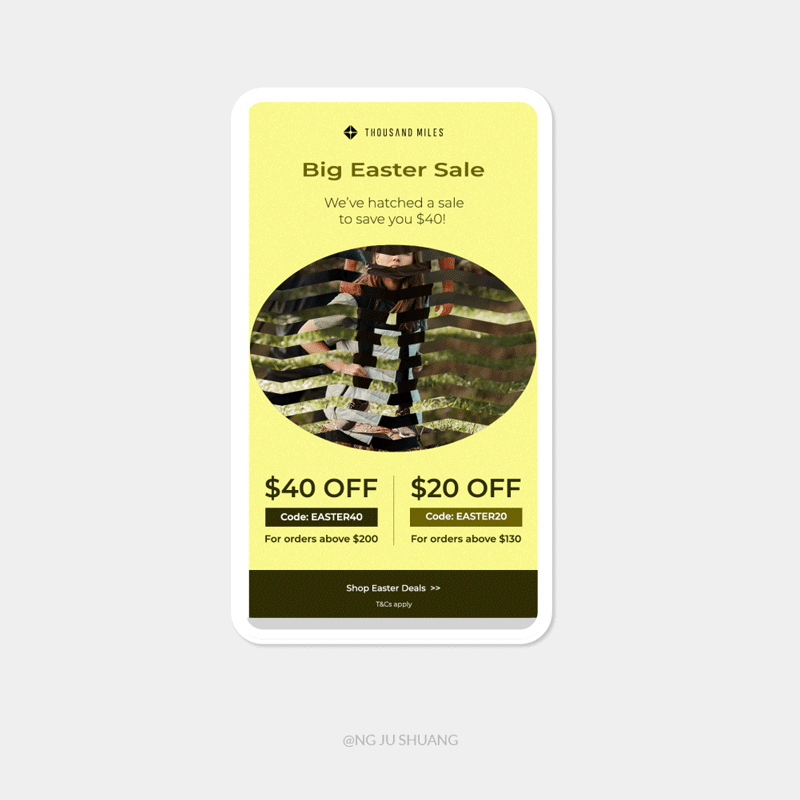 THOUSAND MILES
Big Easter Sale
We've hatched a sale
to save you $40!
$40 OFF
Code: EASTER40
For orders above $200
$20 OFF
Code: EASTER20
For orders above $130
Shop Easter Deals >>
T&Cs apply
@NG JU SHUANG